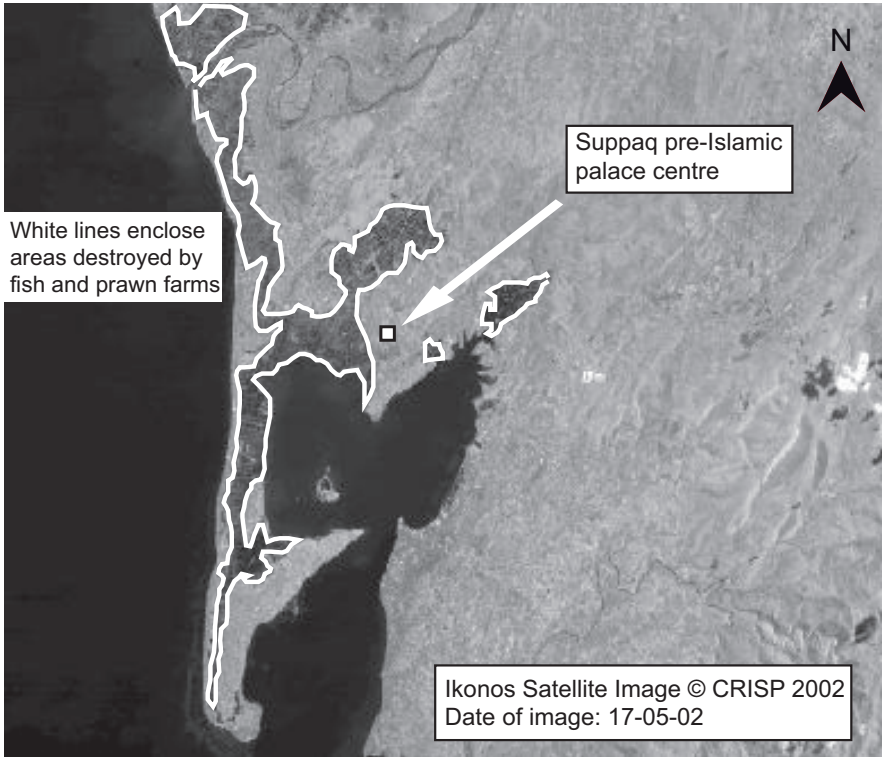 N
Suppaq pre-Islamic
palace centre
White lines enclose
areas destroyed by
fish and prawn farms
Ikonos Satellite Image © CRISP 2002
Date of image: 17-05-02